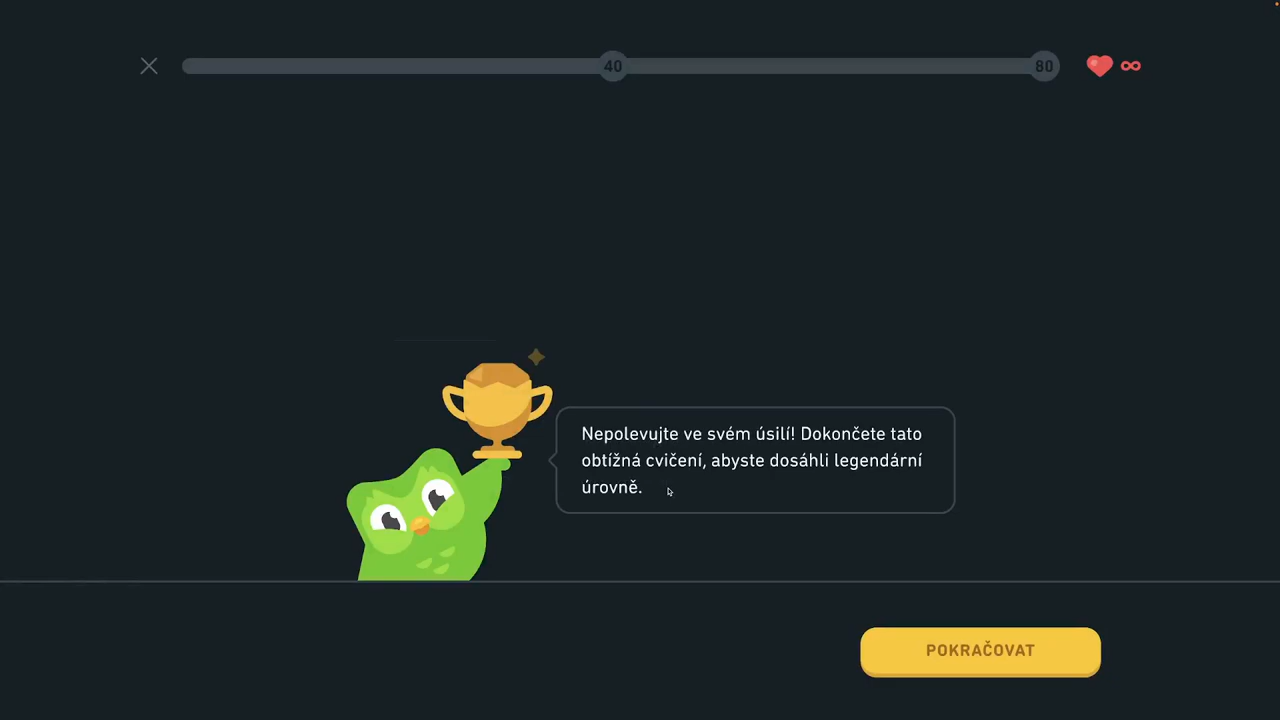 40
80
Nepolevujte ve svém úsilí! Dokončete tato
obtížná cvičení, abyste dosáhli legendární
úrovně.
POKRAČOVAT